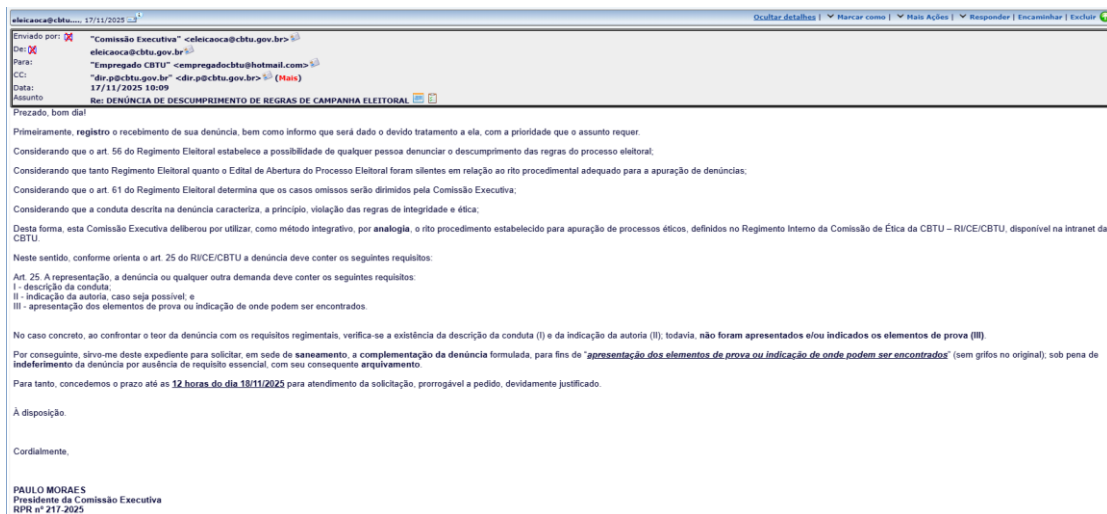 eleicaoca@cbtu...., 17/11/2025
Ocultar detalhes | Marcar como | Mais Ações | Responder | Encaminhar | Excluir
Enviado por: "Comissão Executiva" <eleicaoca@cbtu.gov.br>
De: eleicaoca@cbtu.gov.br
Para: "Empregado CBTU" <empregadocbtu@hotmail.com>
CC: "dir.p@cbtu.gov.br" <dir.p@cbtu.gov.br> (Mais)
Data: 17/11/2025 10:09
Assunto Re: DENÚNCIA DE DESCUMPRIMENTO DE REGRAS DE CAMPANHA ELEITORAL
Prezado, bom dia!
Primeiramente, registro o recebimento de sua denúncia, bem como informo que será dado o devido tratamento a ela, com a prioridade que o assunto requer.
Considerando que o art. 56 do Regimento Eleitoral estabelece a possibilidade de qualquer pessoa denunciar o descumprimento das regras do processo eleitoral;
Considerando que tanto Regimento Eleitoral quanto o Edital de Abertura do Processo Eleitoral foram silentes em relação ao rito procedimental adequado para a apuração de denúncias;
Considerando que o art. 61 do Regimento Eleitoral determina que os casos omissos serão dirimidos pela Comissão Executiva;
Considerando que a conduta descrita na denúncia caracteriza, a princípio, violação das regras de integridade e ética;
Desta forma, esta Comissão Executiva deliberou por utilizar, como método integrativo, por analogia, o rito procedimento estabelecido para apuração de processos éticos, definidos no Regimento Interno da Comissão de Ética da CBTU – RI/CE/CBTU, disponível na intranet da
CBTU.
Neste sentido, conforme orienta o art. 25 do RI/CE/CBTU a denúncia deve conter os seguintes requisitos:
Art. 25. A representação, a denúncia ou qualquer outra demanda deve conter os seguintes requisitos:
I - descrição da conduta;
II - indicação da autoria, caso seja possível; e
III - apresentação dos elementos de prova ou indicação de onde podem ser encontrados.
No caso concreto, ao confrontar o teor da denúncia com os requisitos regimentais, verifica-se a existência da descrição da conduta (I) e da indicação da autoria (II); todavia, não foram apresentados e/ou indicados os elementos de prova (III).
Por conseguinte, sirvo-me deste expediente para solicitar, em sede de saneamento, a complementação da denúncia formulada, para fins de "apresentação dos elementos de prova ou indicação de onde podem ser encontrados" (sem grifos no original); sob pena de
indeferimento da denúncia por ausência de requisito essencial, com seu consequente arquivamento.
Para tanto, concedemos o prazo até as 12 horas do dia 18/11/2025 para atendimento da solicitação, prorrogável a pedido, devidamente justificado.
À disposição.
Cordialmente,
PAULO MORAES
Presidente da Comissão Executiva
RPR nº 217-2025